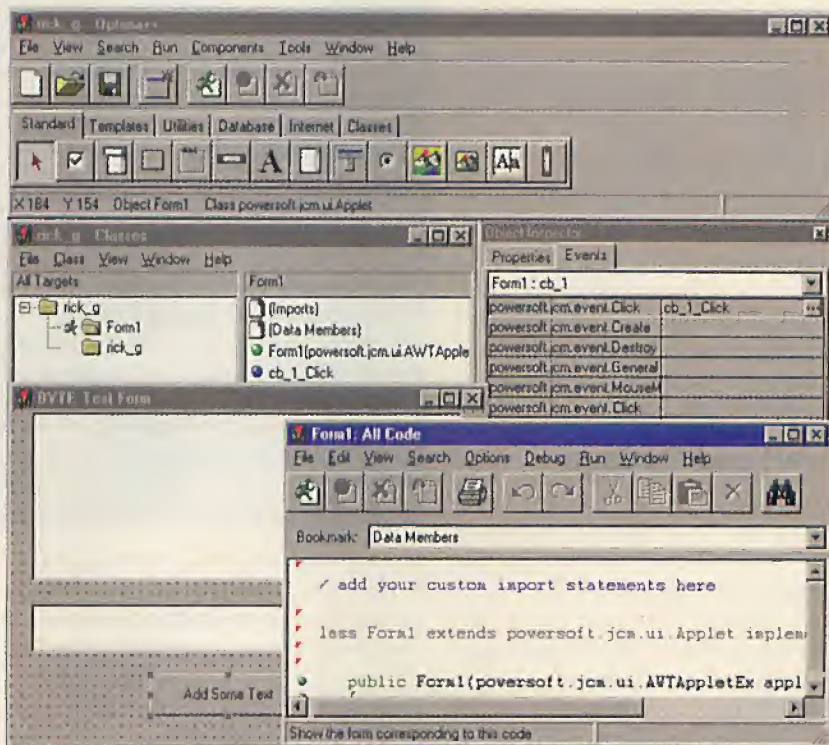 rick_g - Optima++
File View Search Run Components Tools Window Help
Standard Templates Utilities Database Internet Classes
A
Ab
X 184 Y 154 Object Form1 Class powersoft.jcm.ui.Applet
rick_g - Classes
File Class View Window Help
All Targets
Form1
rick_g
Form1
rick_g
(Imports)
(Data Members)
Form1(powersoft.jcm.ui.AWTApple
cb_1_Click
Object Inspector
Properties Events
Form1 : cb_1
powersoft.jcm.event.Click cb_1_Click ...
powersoft.jcm.event.Create
powersoft.jcm.event.Destroy
powersoft.jcm.event.General
powersoft.jcm.event.MouseM
powersoft.jcm.event.Click
BYTE Test Form
Add Some Text
Form1: All Code
File Edit View Search Options Debug Run Window Help
Bookmark: Data Members
/ add your custom import statements here
lass Form1 extends powersoft.jcm.ui.Applet implem
public Form1(powersoft.jcm.ui.AWTAppletEx appl
Show the form corresponding to this code